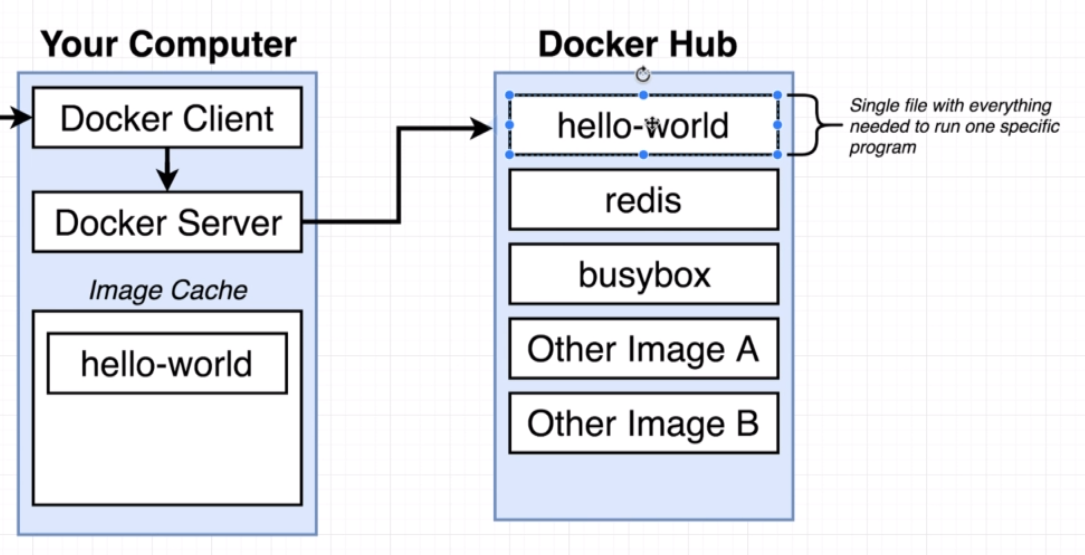 Your Computer
Docker Client
Docker Server
Image Cache
hello-world
Docker Hub
hello-world
redis
busybox
Other Image A
Other Image B
Single file with everything
needed to run one specific
program